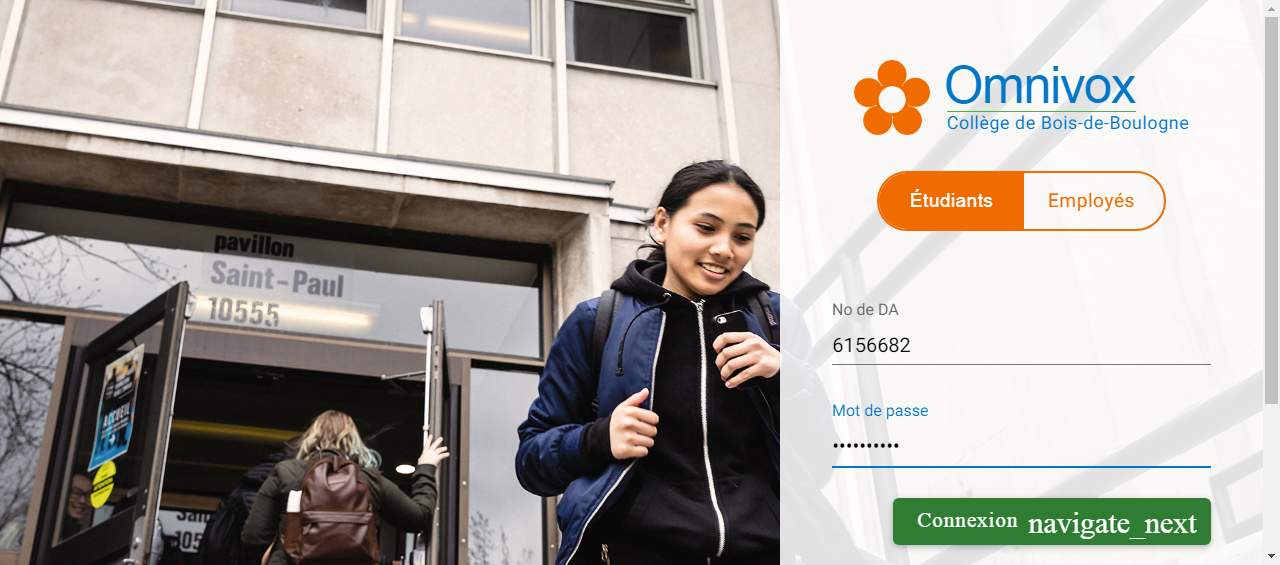 Omnivox
Collège de Bois-de-Boulogne
Étudiants
Employés
No de DA
6156682
Mot de passe
••••••••••
Connexion navigate_next
pavillon
Saint-Paul
10555
ACCUEIL